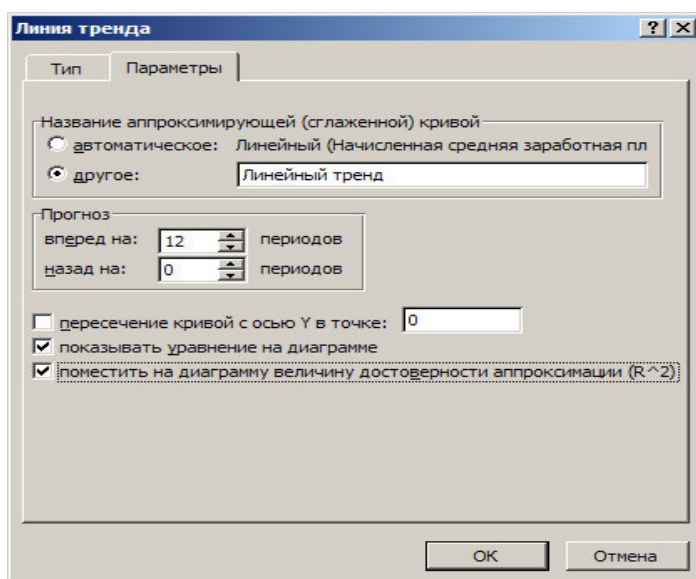 Линия тренда
Тип Параметры
Название аппроксимирующей (сглаженной) кривой
автоматическое: Линейный (Начисленная средняя заработная пл
другое: Линейный тренд
Прогноз
вперед на: 12 периодов
назад на: 0 периодов
пересечение кривой с осью Y в точке: 0
показывать уравнение на диаграмме
поместить на диаграмму величину достоверности аппроксимации (R^2)
ОК Отмена